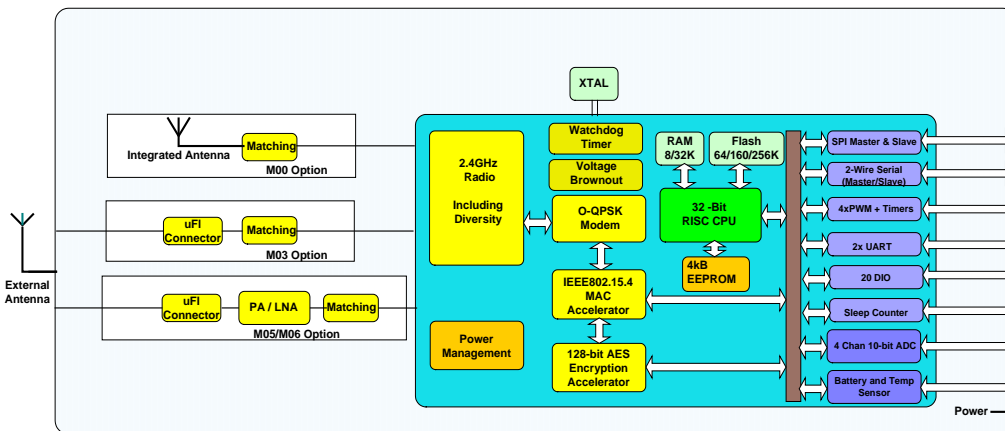 XTAL
Integrated Antenna
Matching
M00 Option
uFl
Connector
Matching
M03 Option
External
Antenna
uFl
Connector
PA / LNA
Matching
M05/M06 Option
2.4GHz
Radio
Including
Diversity
Power
Management
Watchdog
Timer
Voltage
Brownout
O-QPSK
Modem
IEEE802.15.4
MAC
Accelerator
128-bit AES
Encryption
Accelerator
RAM
8/32K
Flash
64/160/256K
32 -Bit
RISC CPU
4kB
EEPROM
SPI Master & Slave
2-Wire Serial
(Master/Slave)
4xPWM + Timers
2x UART
20 DIO
Sleep Counter
4 Chan 10-bit ADC
Battery and Temp
Sensor
Power